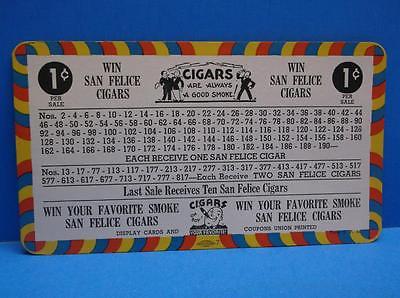 1¢ PER SALE
WIN SAN FELICE CIGARS
CIGARS
ARE ALWAYS
A GOOD SMOKE
WIN SAN FELICE CIGARS
1¢ PER SALE
Nos. 2-4-6-8-10-12-14-16-18-20-22-24-26-28-30-32-34-36-38-40-42-44
46-48-50-52-54-56-58-60-62-64-66-68-70-72-74-76-78-80-82-84-86-88-90
92-94-96-98-100-102-104-106-108-110-112-114-116-118-120-122-124-126
128-130-132-134-136-138-140-142-144-146-148-150-152-154-156-158-160
162-164-166-168-170-172-174-176-178-180-182-184-186-188-190—
EACH RECEIVE ONE SAN FELICE CIGAR
Nos. 13-17-77-113-117-213-217-277-313-317-377-413-417-477-513-517
577-613-617-677-717-777-813-817—Each Receive TWO SAN FELICE CIGARS
Last Sale Receives Ten San Felice Cigars
WIN YOUR FAVORITE SMOKE
SAN FELICE CIGARS
DISPLAY CARDS AND
CIGARS
YOUR FAVORITE
WIN YOUR FAVORITE SMOKE
SAN FELICE CIGARS
COUPONS UNION PRINTED